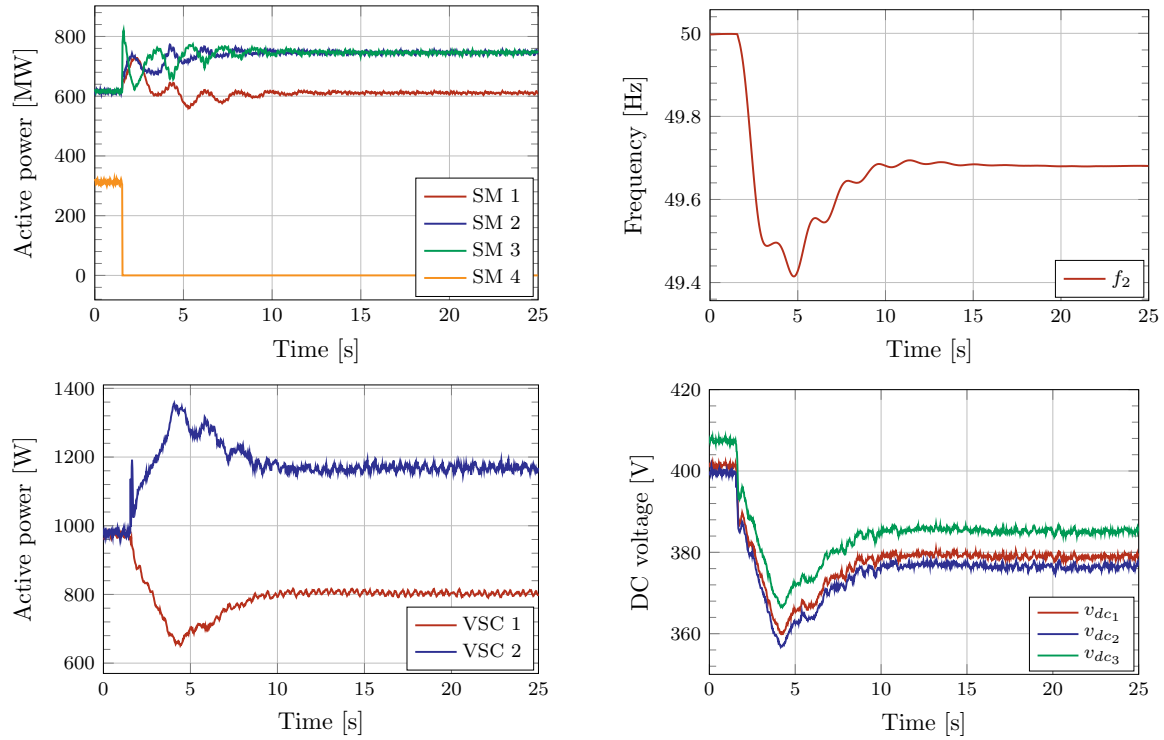 Active power [MW]
800
600
400
200
0
0 5 10 15 20 25
Time [s]
SM 1
SM 2
SM 3
SM 4
Frequency [Hz]
50
49.8
49.6
49.4
0 5 10 15 20 25
Time [s]
f2
Active power [W]
1400
1200
1000
800
600
0 5 10 15 20 25
Time [s]
VSC 1
VSC 2
DC voltage [V]
420
400
380
360
0 5 10 15 20 25
Time [s]
vdc1
vdc2
vdc3